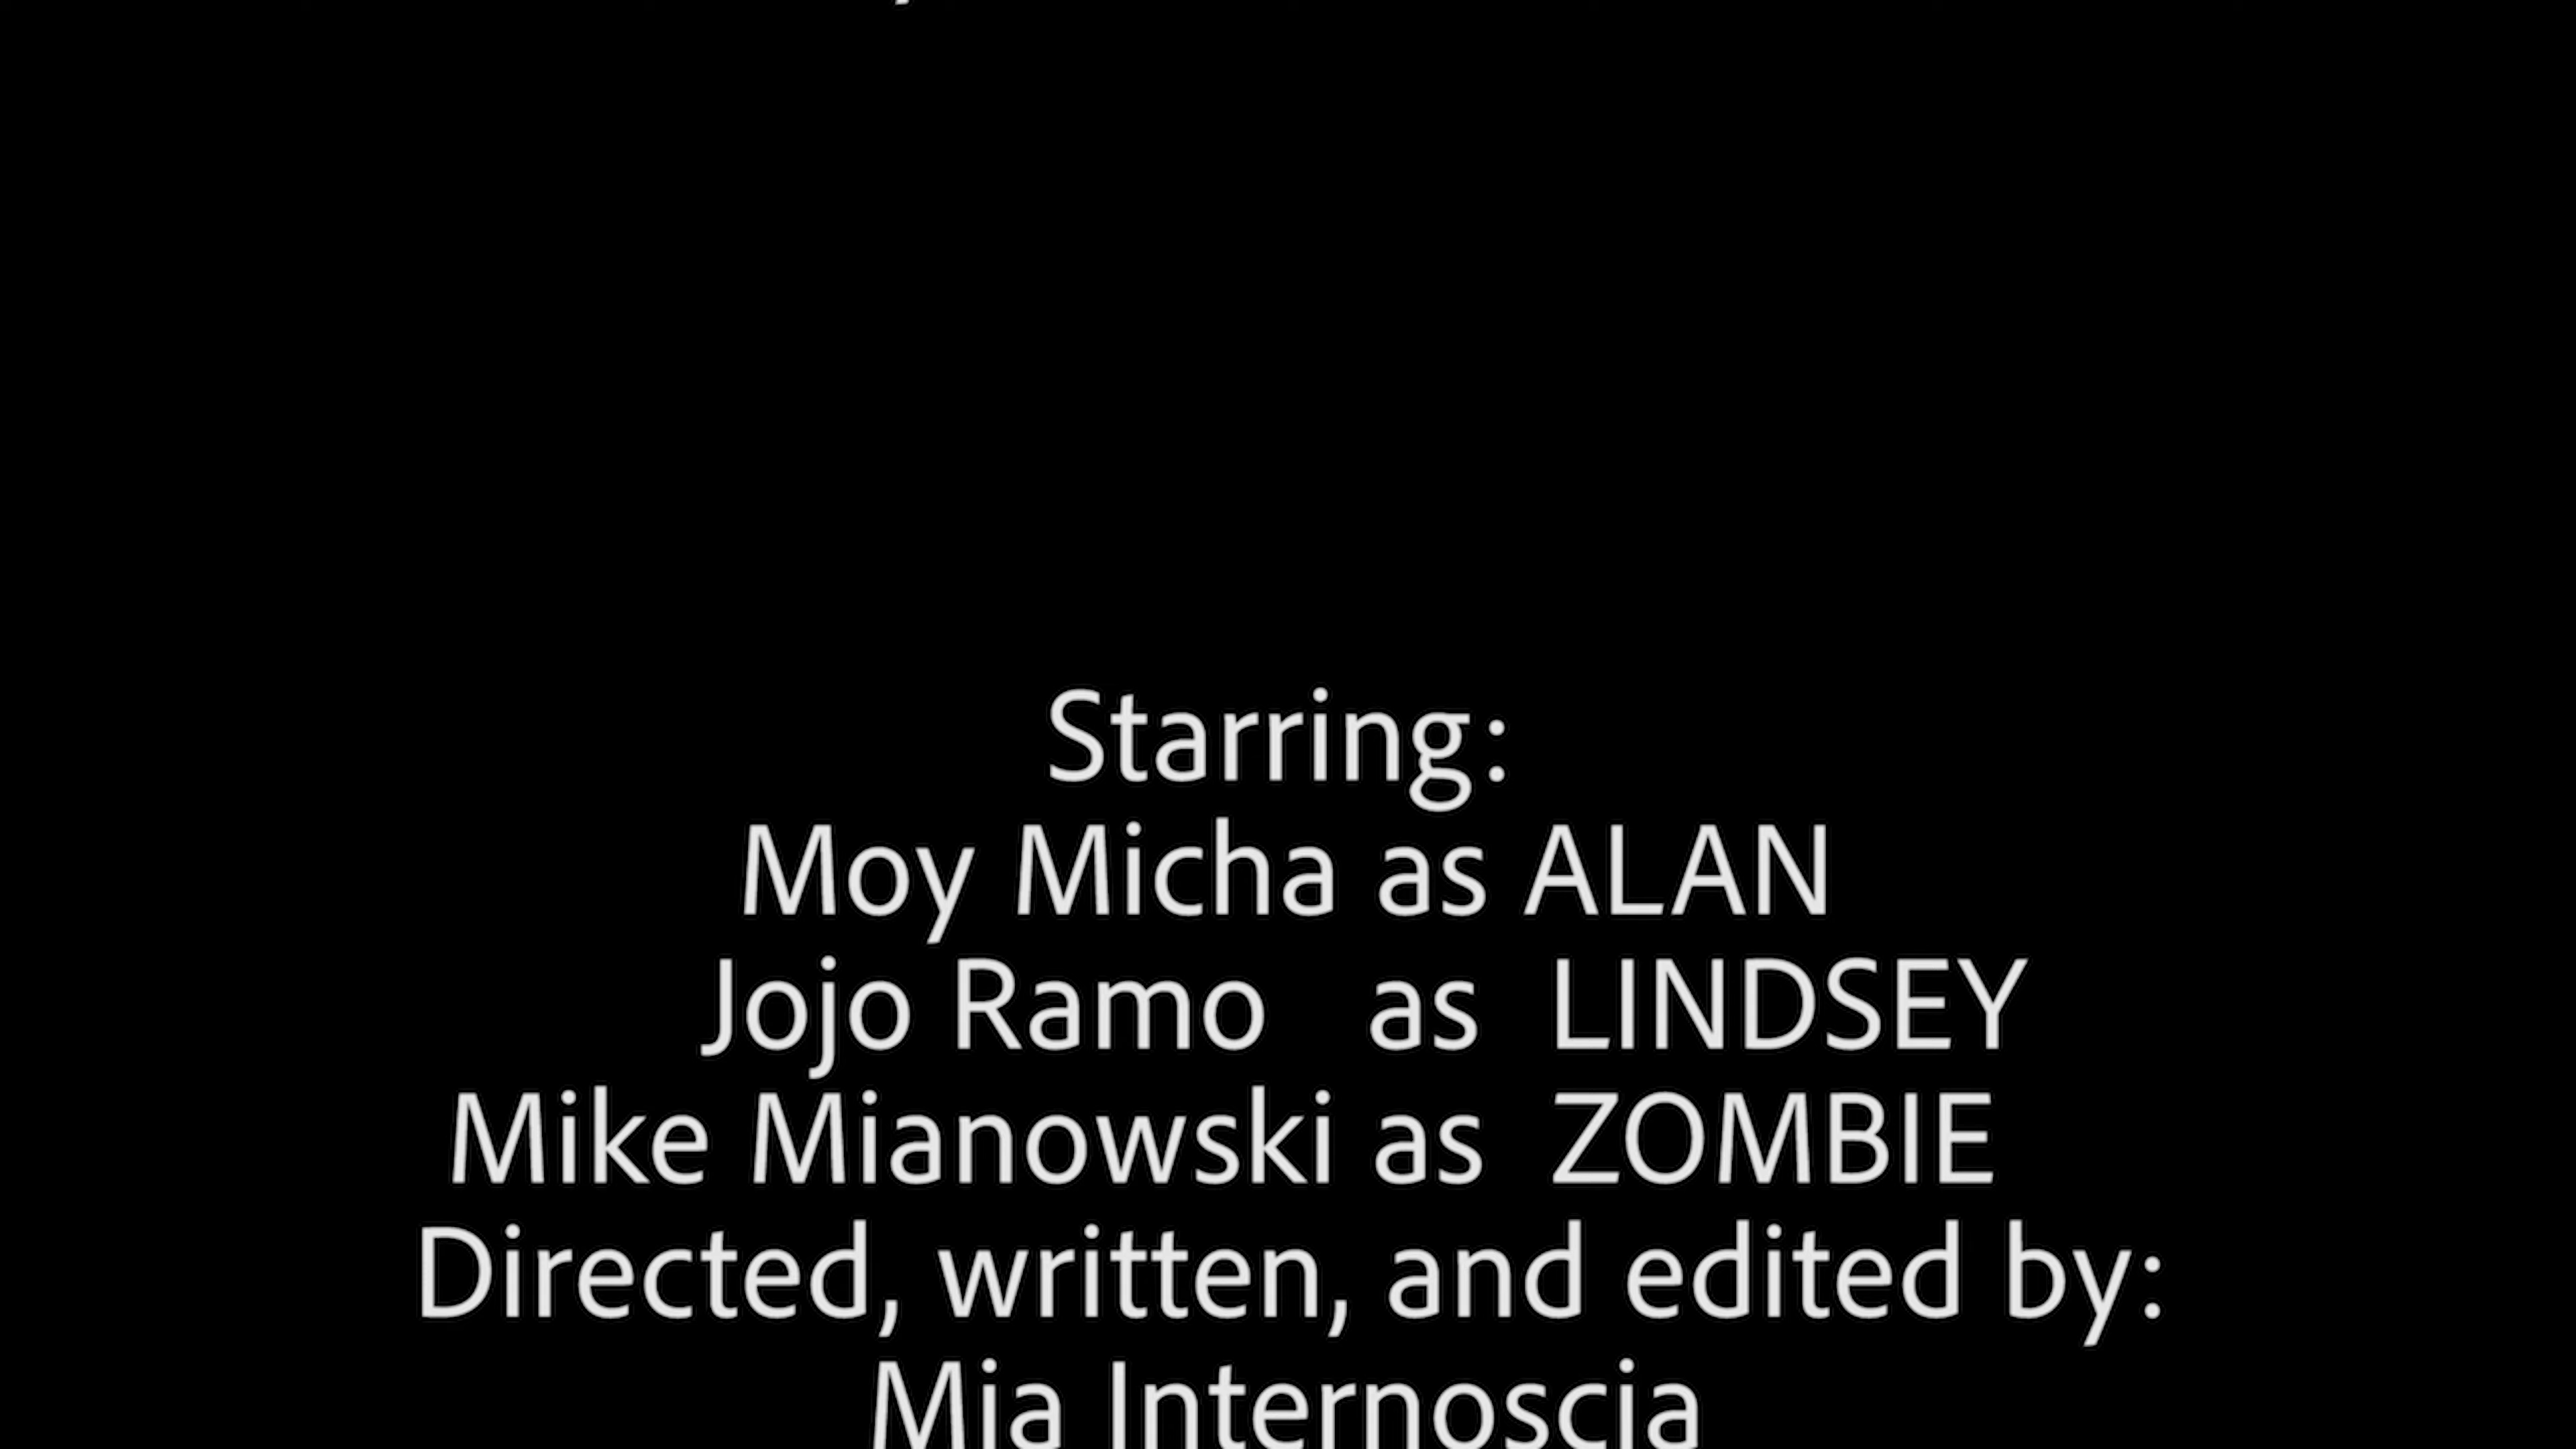 Starring:
Moy Micha as ALAN
Jojo Ramo as LINDSEY
Mike Mianowski as ZOMBIE
Directed, written, and edited by:
Mia Internoscia